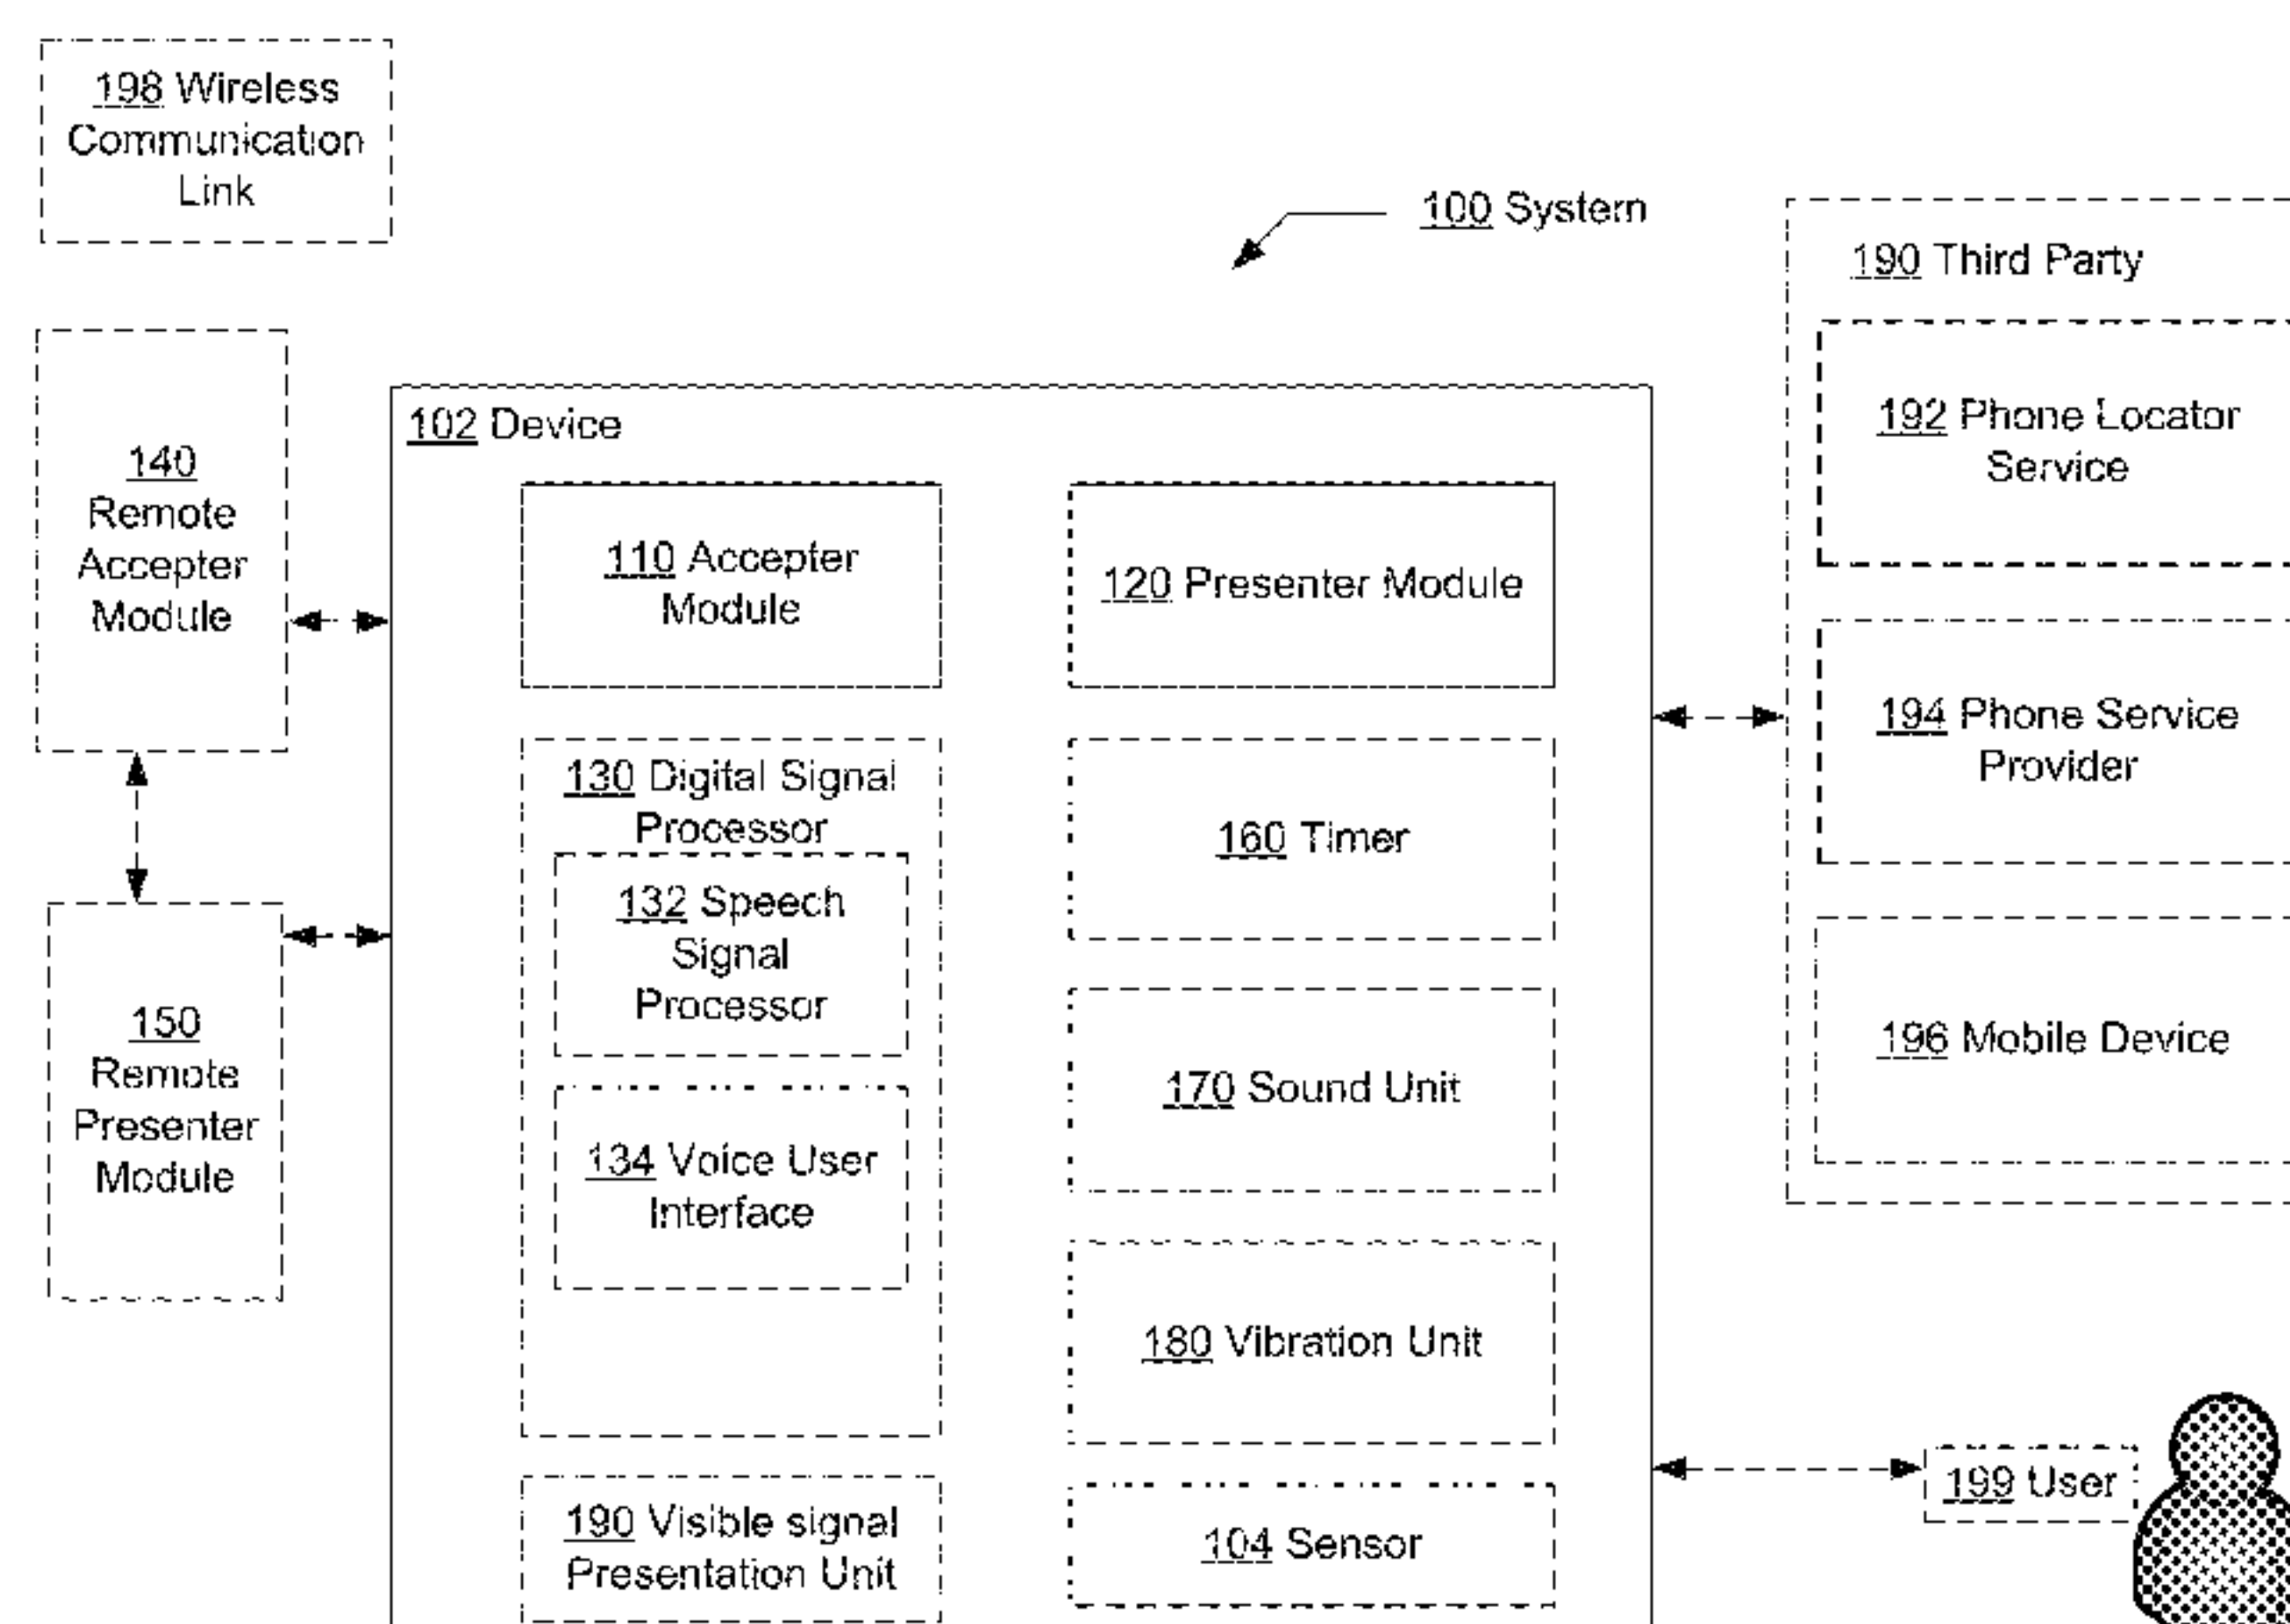 198 Wireless
Communication
Link
100 System
190 Third Party
192 Phone Locator
Service
194 Phone Service
Provider
196 Mobile Device
140
Remote
Accepter
Module
150
Remote
Presenter
Module
102 Device
110 Accepter
Module
120 Presenter Module
130 Digital Signal
Processor
132 Speech
Signal
Processor
134 Voice User
Interface
160 Timer
170 Sound Unit
180 Vibration Unit
190 Visible signal
Presentation Unit
104 Sensor
199 User